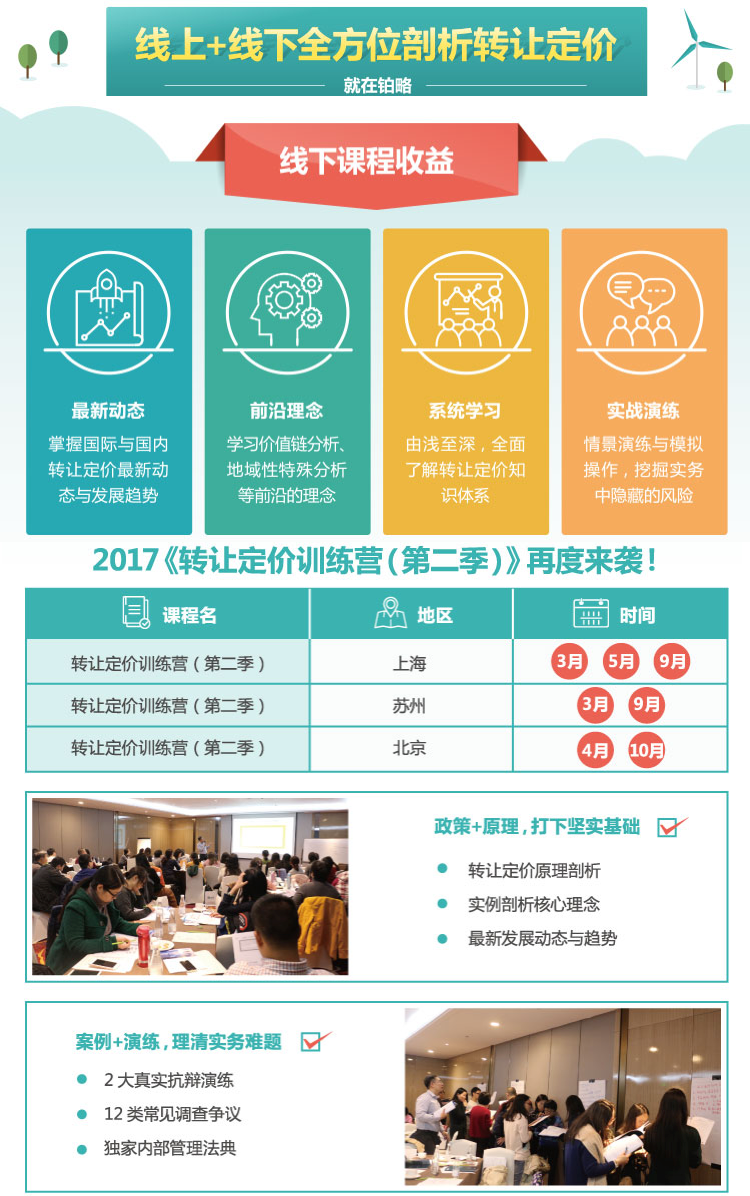 线上+线下全方位剖析转让定价
就在铂略
线下课程收益
最新动态
掌握国际与国内
转让定价最新动
态与发展趋势
前沿理念
学习价值链分析、
地域性特殊分析
等前沿的理念
系统学习
由浅至深，全面
了解转让定价知
识体系
实战演练
情景演练与模拟
操作，挖掘实务
中隐藏的风险
2017《转让定价训练营（第二季）》再度来袭！
课程名 地区 时间
转让定价训练营（第二季） 上海 3月 5月 9月
转让定价训练营（第二季） 苏州 3月 9月
转让定价训练营（第二季） 北京 4月 10月
政策+原理，打下坚实基础
转让定价原理剖析
实例剖析核心理念
最新发展动态与趋势
案例+演练，理清实务难题
2大真实抗辩演练
12类常见调查争议
独家内部管理法典